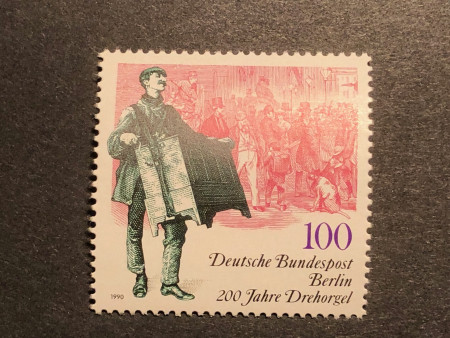 100
Deutsche Bundespost
Berlin
1990
200 Jahre Drehorgel